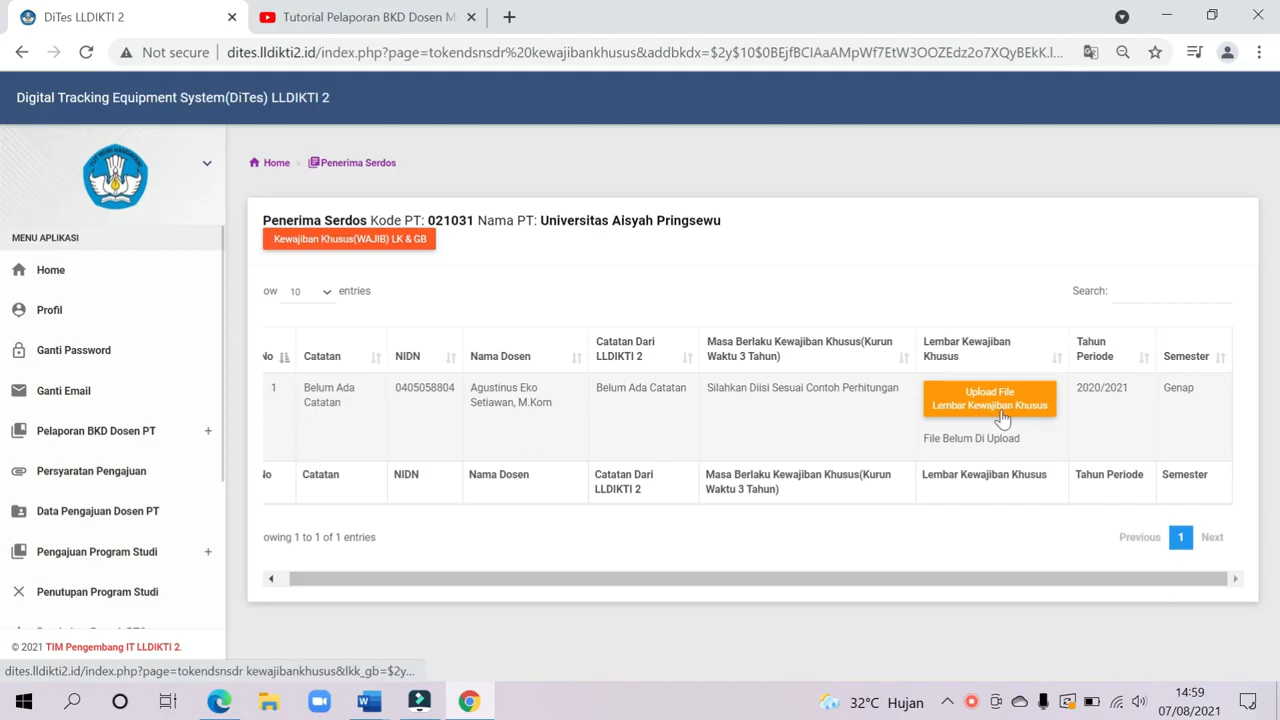 DiTes LLDIKTI 2
Tutorial Pelaporan BKD Dosen M
Not secure
dites.lldikti2.id/index.php?page=tokendsnsdr%20kewajibankhusus&addbkdx=$2y$10$0BEjfBCIAaAMpWf7EtW3OOZEdz2o7XQyBEkK.l...
Digital Tracking Equipment System(DiTes) LLDIKTI 2
MENU APLIKASI
Home
Profil
Ganti Password
Ganti Email
Pelaporan BKD Dosen PT +
Persyaratan Pengajuan
Data Pengajuan Dosen PT
Pengajuan Program Studi +
Penutupan Program Studi
© 2021 TIM Pengembang IT LLDIKTI 2.
Home > Penerima Serdos
Penerima Serdos Kode PT: 021031 Nama PT: Universitas Aisyah Pringsewu
Kewajiban Khusus(WAJIB) LK & GB
ow 10 entries
Search:
No Catatan NIDN Nama Dosen Catatan Dari LLDIKTI 2 Masa Berlaku Kewajiban Khusus(Kurun Waktu 3 Tahun) Lembar Kewajiban Khusus Tahun Periode Semester
1 Belum Ada Catatan 0405058804 Agustinus Eko Setiawan, M.Kom Belum Ada Catatan Silahkan Diisi Sesuai Contoh Perhitungan
Upload File
Lembar Kewajiban Khusus
File Belum Di Upload
2020/2021 Genap
No Catatan NIDN Nama Dosen Catatan Dari LLDIKTI 2 Masa Berlaku Kewajiban Khusus(Kurun Waktu 3 Tahun) Lembar Kewajiban Khusus Tahun Periode Semester
owing 1 to 1 of 1 entries
Previous 1 Next
dites.lldikti2.id/index.php?page=tokendsnsdr kewajibankhusus&lkk_gb=$2y...
32°C Hujan
14:59
07/08/2021